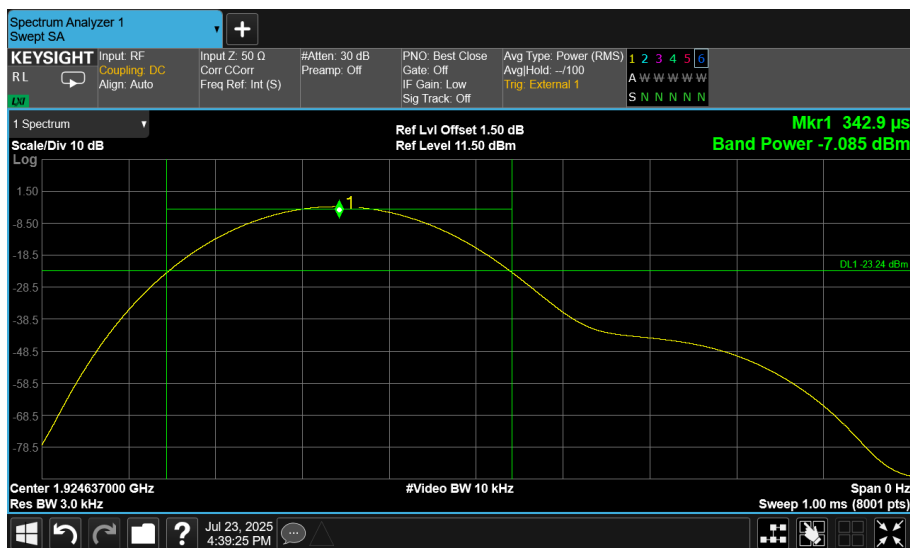 Spectrum Analyzer 1
Swept SA
KEYSIGHT
RL
LXI
Input: RF
Coupling: DC
Align: Auto
Input Z: 50 Ω
Corr CCorr
Freq Ref: Int (S)
#Atten: 30 dB
Preamp: Off
PNO: Best Close
Gate: Off
IF Gain: Low
Sig Track: Off
Avg Type: Power (RMS)
Avg|Hold: --/100
Trig: External 1
1 2 3 4 5 6
A W W W W W
S N N N N N
1 Spectrum
Scale/Div 10 dB
Ref Lvl Offset 1.50 dB
Ref Level 11.50 dBm
Mkr1 342.9 µs
Band Power -7.085 dBm
Log
1.50
-8.50
-18.5
-28.5
-38.5
-48.5
-58.5
-68.5
-78.5
1
DL1 -23.24 dBm
Center 1.924637000 GHz
#Video BW 10 kHz
Span 0 Hz
Res BW 3.0 kHz
Sweep 1.00 ms (8001 pts)
?
Jul 23, 2025
4:39:25 PM